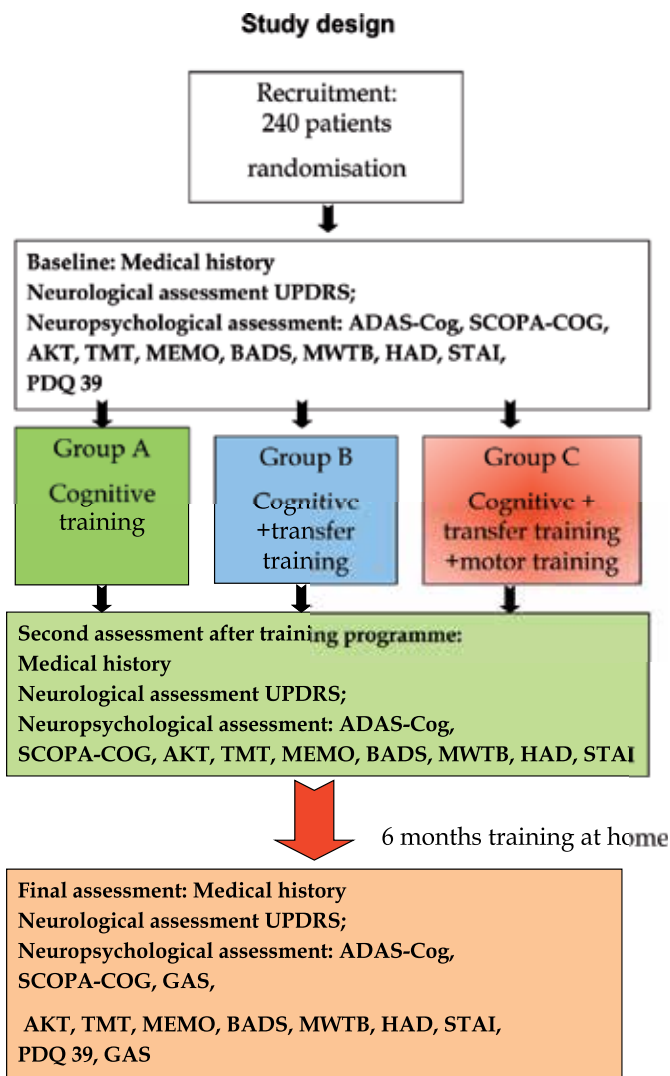 Study design
Recruitment:
240 patients
randomisation
Baseline: Medical history
Neurological assessment UPDRS;
Neuropsychological assessment: ADAS-Cog, SCOPA-COG,
AKT, TMT, MEMO, BADS, MWTB, HAD, STAI,
PDQ 39
Group A
Cognitive
training
Group B
Cognitive
+transfer
training
Group C
Cognitive +
transfer training
+motor training
Second assessment after training programme:
Medical history
Neurological assessment UPDRS;
Neuropsychological assessment: ADAS-Cog,
SCOPA-COG, AKT, TMT, MEMO, BADS, MWTB, HAD, STAI
6 months training at home
Final assessment: Medical history
Neurological assessment UPDRS;
Neuropsychological assessment: ADAS-Cog,
SCOPA-COG, GAS,
AKT, TMT, MEMO, BADS, MWTB, HAD, STAI,
PDQ 39, GAS